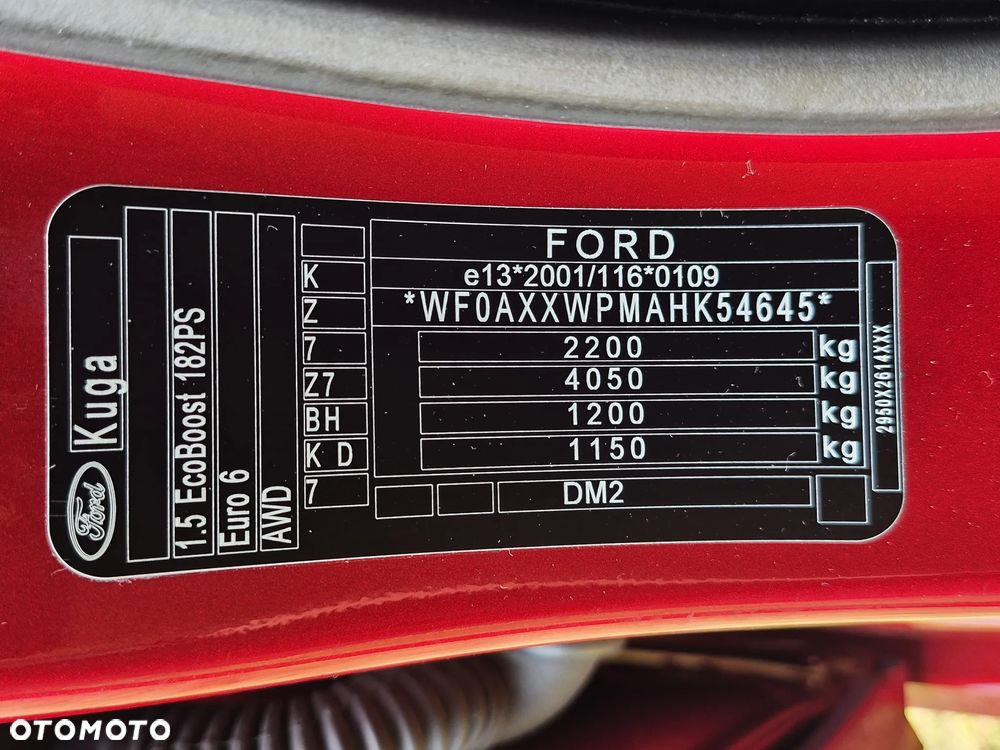 Ford
Kuga
1.5 EcoBoost 182PS
Euro 6
AWD
K
Z
7
Z7
BH
K D
7
FORD
e13*2001/116*0109
*WF0AXXWPMAHK54645*
2200 kg
4050 kg
1200 kg
1150 kg
DM2
2950X2614XXX
OTOMOTO